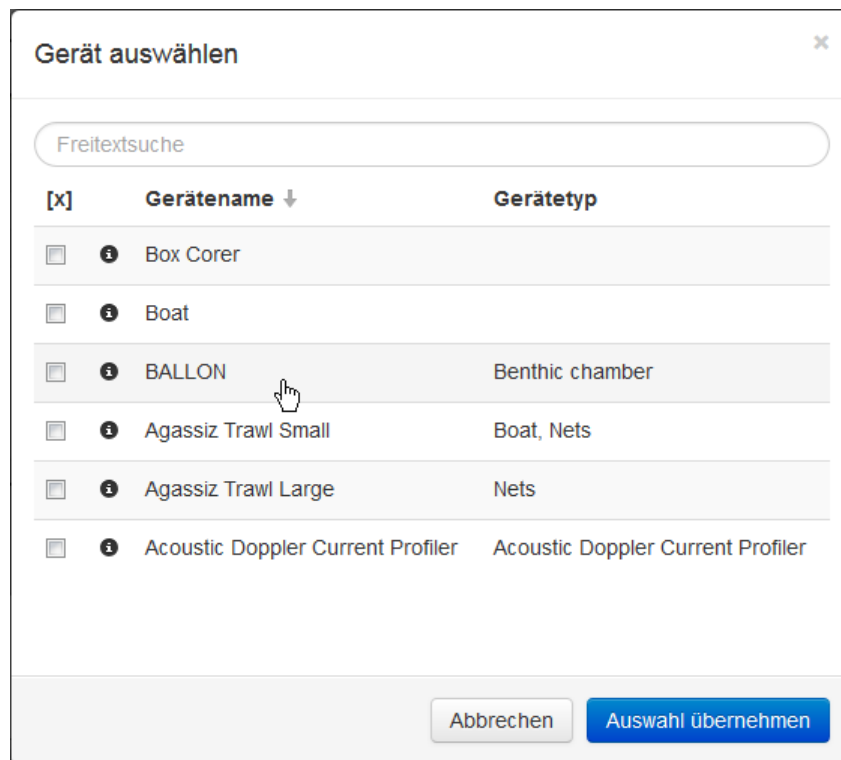 Gerät auswählen ×
Freitextsuche
[x] Gerätename Gerätetyp
Box Corer
Boat
BALLON Benthic chamber
Agassiz Trawl Small Boat, Nets
Agassiz Trawl Large Nets
Acoustic Doppler Current Profiler Acoustic Doppler Current Profiler
Abbrechen Auswahl übernehmen